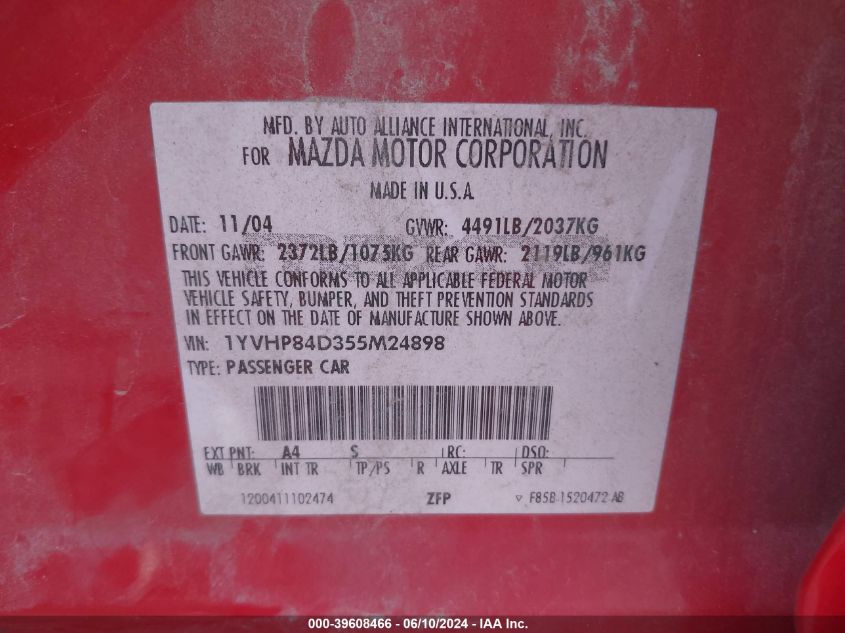 MFD. BY AUTO ALLIANCE INTERNATIONAL, INC.
FOR MAZDA MOTOR CORPORATION
MADE IN U.S.A.
DATE: 11/04 GVWR: 4491LB/2037KG
FRONT GAWR: 2372LB/1075KG REAR GAWR: 2119LB/961KG
THIS VEHICLE CONFORMS TO ALL APPLICABLE FEDERAL MOTOR
VEHICLE SAFETY, BUMPER, AND THEFT PREVENTION STANDARDS
IN EFFECT ON THE DATE OF MANUFACTURE SHOWN ABOVE.
VIN: 1YVHP84D355M24898
TYPE: PASSENGER CAR
EXT PNT: A4 S RC: DSO:
WB BRK INT TR TP/PS R AXLE TR SPR
1200411102474 ZFP F85B 1520472 AB
000-39608466 - 06/10/2024 - IAA Inc.